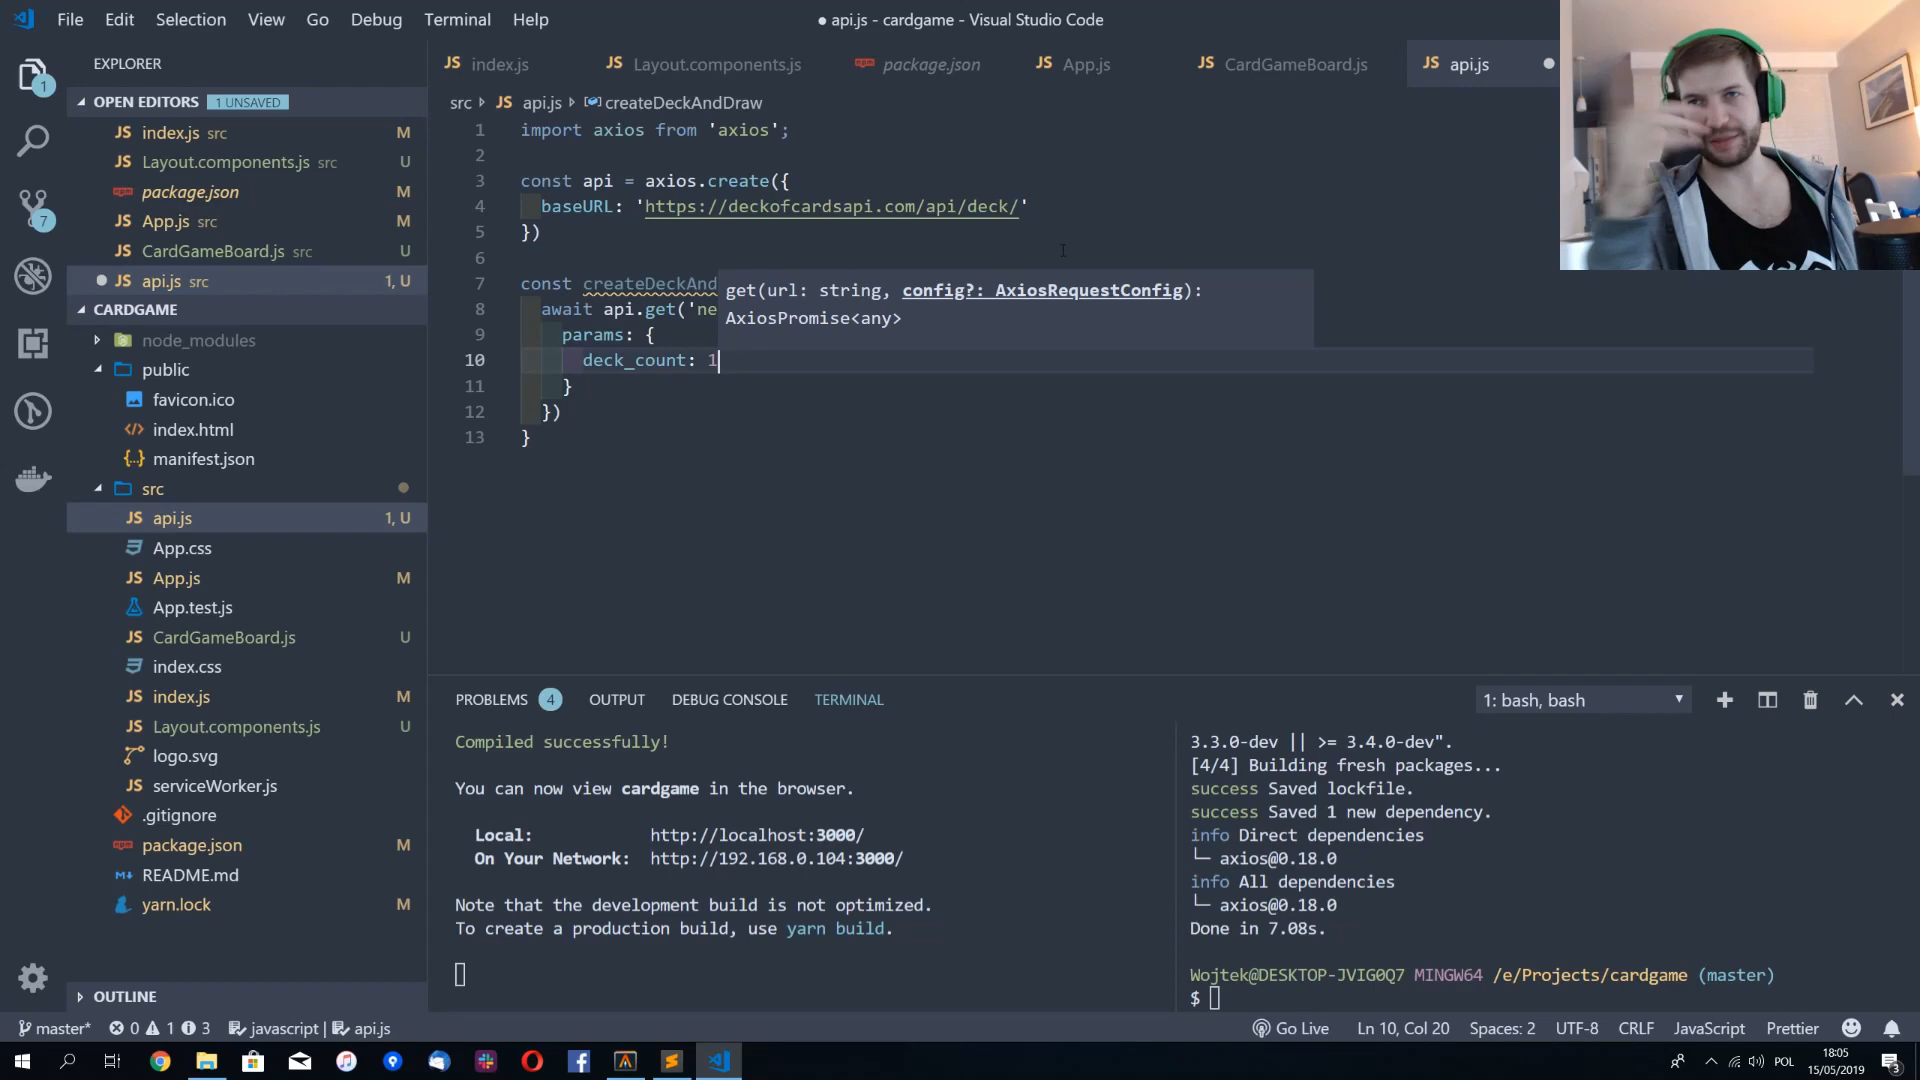 File Edit Selection View Go Debug Terminal Help
● api.js - cardgame - Visual Studio Code
EXPLORER
OPEN EDITORS 1 UNSAVED
JS index.js src M
JS Layout.components.js src U
package.json M
JS App.js src M
JS CardGameBoard.js src U
● JS api.js src 1, U
CARDGAME
node_modules
public
favicon.ico
index.html
manifest.json
src
JS api.js 1, U
App.css
JS App.js M
App.test.js
JS CardGameBoard.js U
index.css
JS index.js M
JS Layout.components.js U
logo.svg
JS serviceWorker.js
.gitignore
package.json M
README.md
yarn.lock M
OUTLINE
1
7
JS index.js JS Layout.components.js package.json JS App.js JS CardGameBoard.js JS api.js
src JS api.js createDeckAndDraw
1 import axios from 'axios';
2
3 const api = axios.create({
4 baseURL: 'https://deckofcardsapi.com/api/deck/'
5 })
6
7 const createDeckAnd
8 await api.get('ne
9 params: {
10 deck_count: 1
11 }
12 })
13 }
get(url: string, config?: AxiosRequestConfig):
AxiosPromise<any>
PROBLEMS 4 OUTPUT DEBUG CONSOLE TERMINAL
1: bash, bash
Compiled successfully!
You can now view cardgame in the browser.
Local: http://localhost:3000/
On Your Network: http://192.168.0.104:3000/
Note that the development build is not optimized.
To create a production build, use yarn build.
3.3.0-dev || >= 3.4.0-dev".
[4/4] Building fresh packages...
success Saved lockfile.
success Saved 1 new dependency.
info Direct dependencies
└─ axios@0.18.0
info All dependencies
└─ axios@0.18.0
Done in 7.08s.
Wojtek@DESKTOP-JVIG0Q7 MINGW64 /e/Projects/cardgame (master)
$
master* 0 1 3 javascript | api.js
Go Live Ln 10, Col 20 Spaces: 2 UTF-8 CRLF JavaScript Prettier
POL
18:05
15/05/2019
3